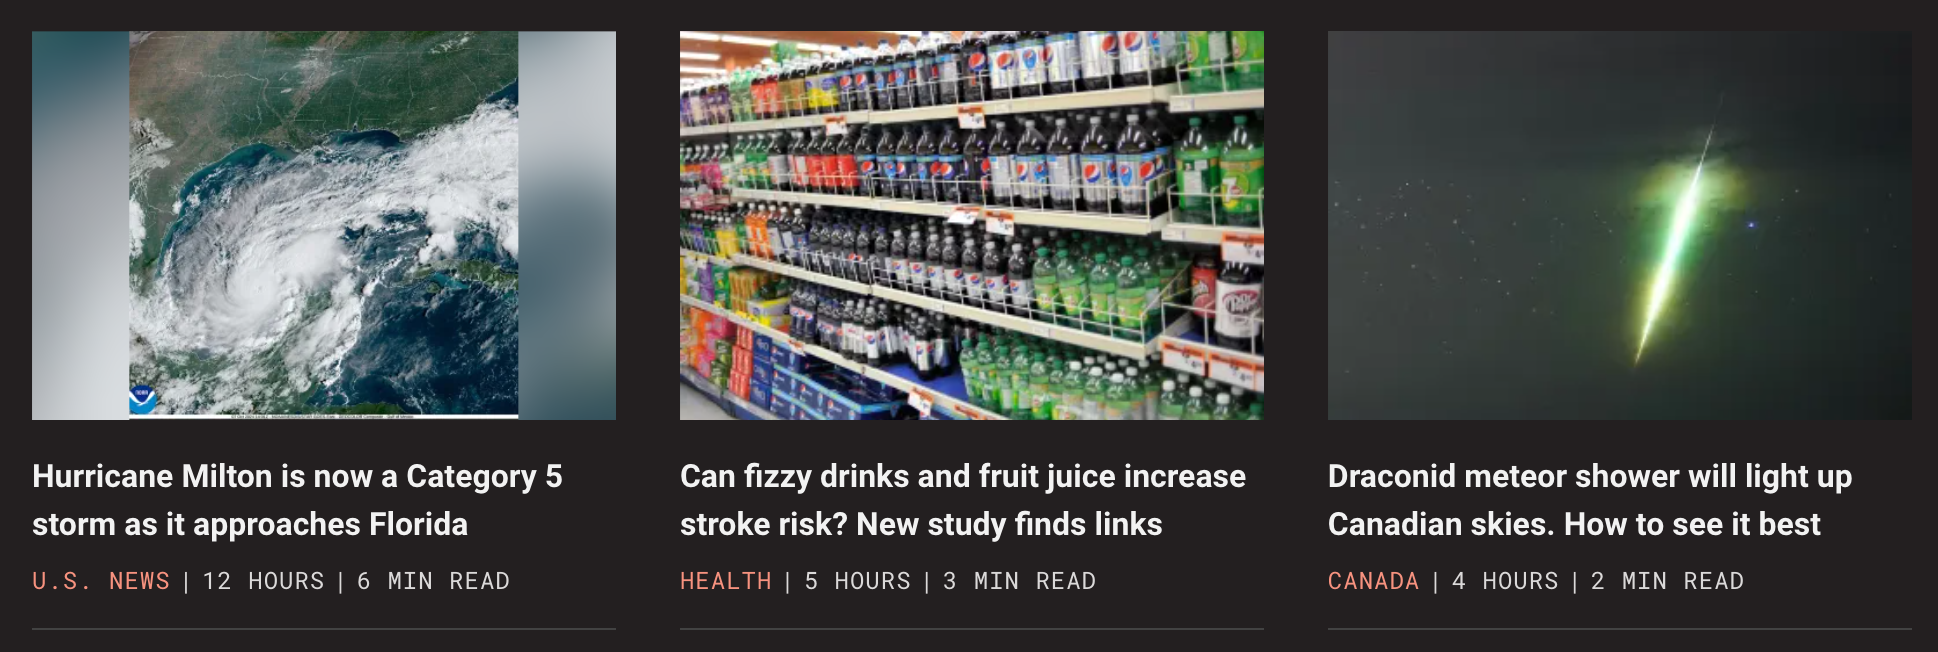 Hurricane Milton is now a Category 5
storm as it approaches Florida
U.S. NEWS | 12 HOURS | 6 MIN READ
Can fizzy drinks and fruit juice increase
stroke risk? New study finds links
HEALTH | 5 HOURS | 3 MIN READ
Draconid meteor shower will light up
Canadian skies. How to see it best
CANADA | 4 HOURS | 2 MIN READ